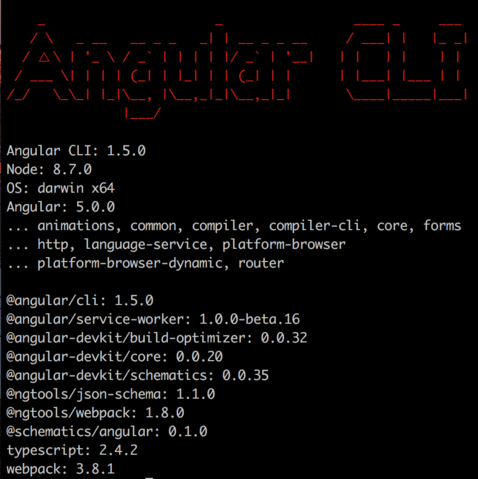 Angular CLI
Angular CLI: 1.5.0
Node: 8.7.0
OS: darwin x64
Angular: 5.0.0
... animations, common, compiler, compiler-cli, core, forms
... http, language-service, platform-browser
... platform-browser-dynamic, router
@angular/cli: 1.5.0
@angular/service-worker: 1.0.0-beta.16
@angular-devkit/build-optimizer: 0.0.32
@angular-devkit/core: 0.0.20
@angular-devkit/schematics: 0.0.35
@ngtools/json-schema: 1.1.0
@ngtools/webpack: 1.8.0
@schematics/angular: 0.1.0
typescript: 2.4.2
webpack: 3.8.1